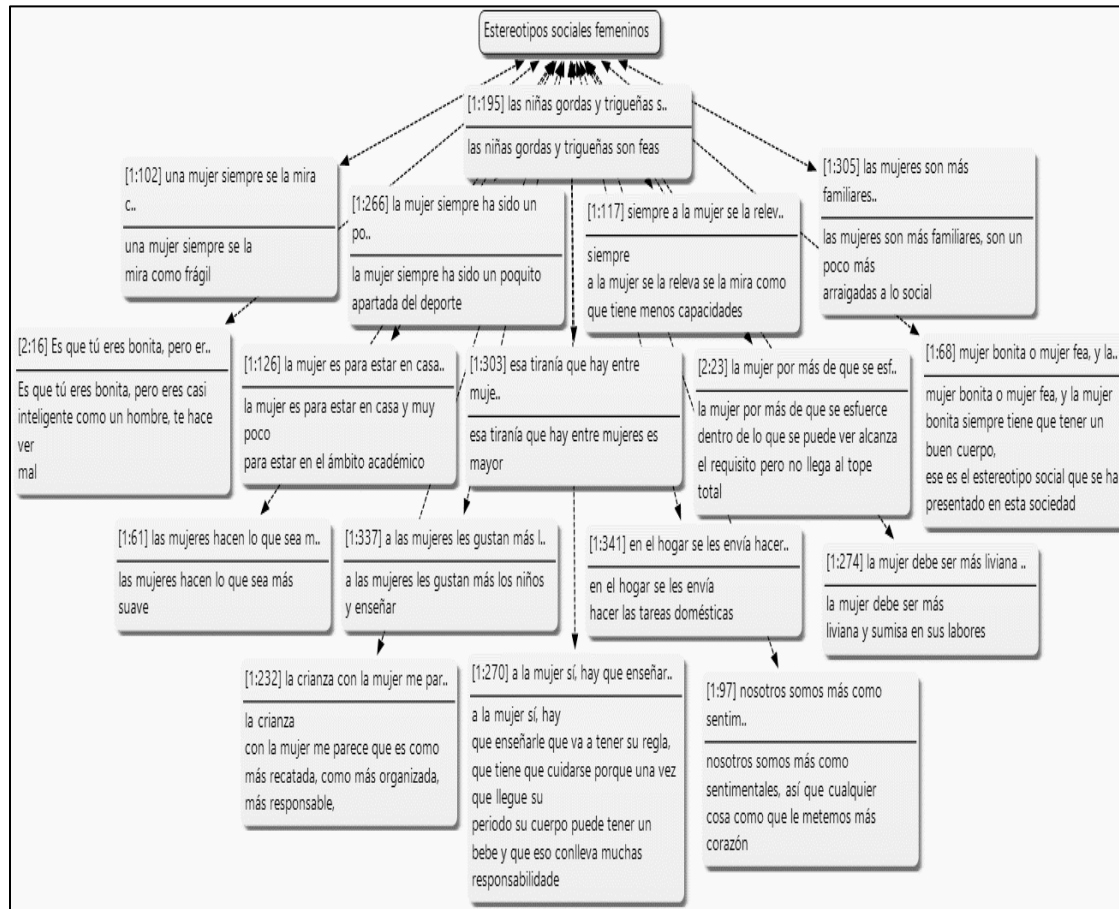 Estereotipos sociales femeninos
[1:195] las niñas gordas y trigueñas s..
las niñas gordas y trigueñas son feas
[1:102] una mujer siempre se la mira
c..
una mujer siempre se la
mira como frágil
[1:266] la mujer siempre ha sido un
po..
la mujer siempre ha sido un poquito
apartada del deporte
[1:117] siempre a la mujer se la relev..
siempre
a la mujer se la releva se la mira como
que tiene menos capacidades
[1:305] las mujeres son más
familiares..
las mujeres son más familiares, son un
poco más
arraigadas a lo social
[2:16] Es que tú eres bonita, pero er..
Es que tú eres bonita, pero eres casi
inteligente como un hombre, te hace
ver
mal
[1:126] la mujer es para estar en casa..
la mujer es para estar en casa y muy
poco
para estar en el ámbito académico
[1:303] esa tiranía que hay entre
muje..
esa tiranía que hay entre mujeres es
mayor
[2:23] la mujer por más de que se esf..
la mujer por más de que se esfuerce
dentro de lo que se puede ver alcanza
el requisito pero no llega al tope
total
[1:68] mujer bonita o mujer fea, y la..
mujer bonita o mujer fea, y la mujer
bonita siempre tiene que tener un
buen cuerpo,
ese es el estereotipo social que se ha
presentado en esta sociedad
[1:61] las mujeres hacen lo que sea m..
las mujeres hacen lo que sea más
suave
[1:337] a las mujeres les gustan más l..
a las mujeres les gustan más los niños
y enseñar
[1:341] en el hogar se les envía hacer..
en el hogar se les envía
hacer las tareas domésticas
[1:274] la mujer debe ser más liviana ..
la mujer debe ser más
liviana y sumisa en sus labores
[1:232] la crianza con la mujer me par..
la crianza
con la mujer me parece que es como
más recatada, como más organizada,
más responsable,
[1:270] a la mujer sí, hay que enseñar..
a la mujer sí, hay
que enseñarle que va a tener su regla,
que tiene que cuidarse porque una vez
que llegue su
periodo su cuerpo puede tener un
bebe y que eso conlleva muchas
responsabilidade
[1:97] nosotros somos más como
sentim..
nosotros somos más como
sentimentales, así que cualquier
cosa como que le metemos más
corazón